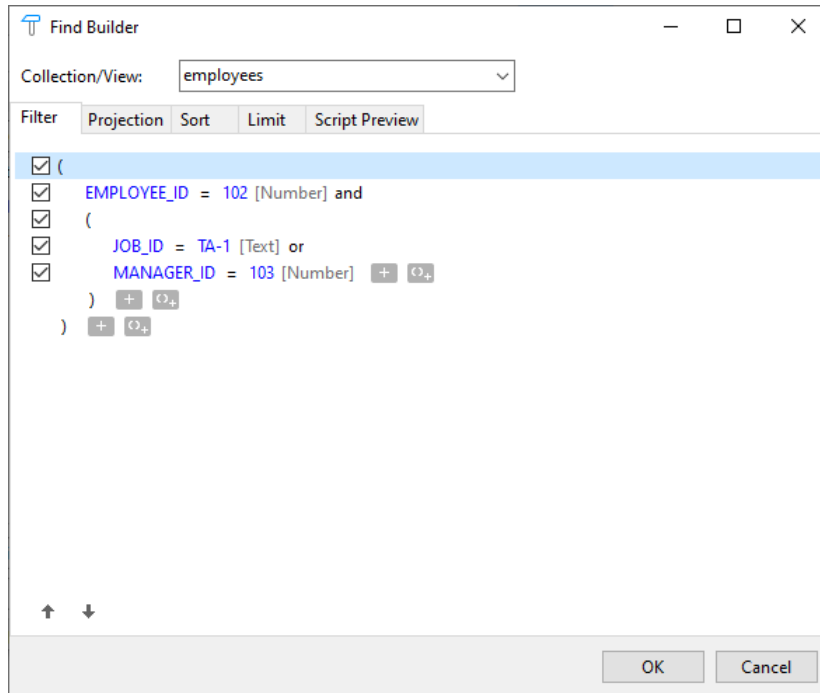 Find Builder
Collection/View: employees
Filter Projection Sort Limit Script Preview
(
EMPLOYEE_ID = 102 [Number] and
(
JOB_ID = TA-1 [Text] or
MANAGER_ID = 103 [Number]
)
)
OK Cancel